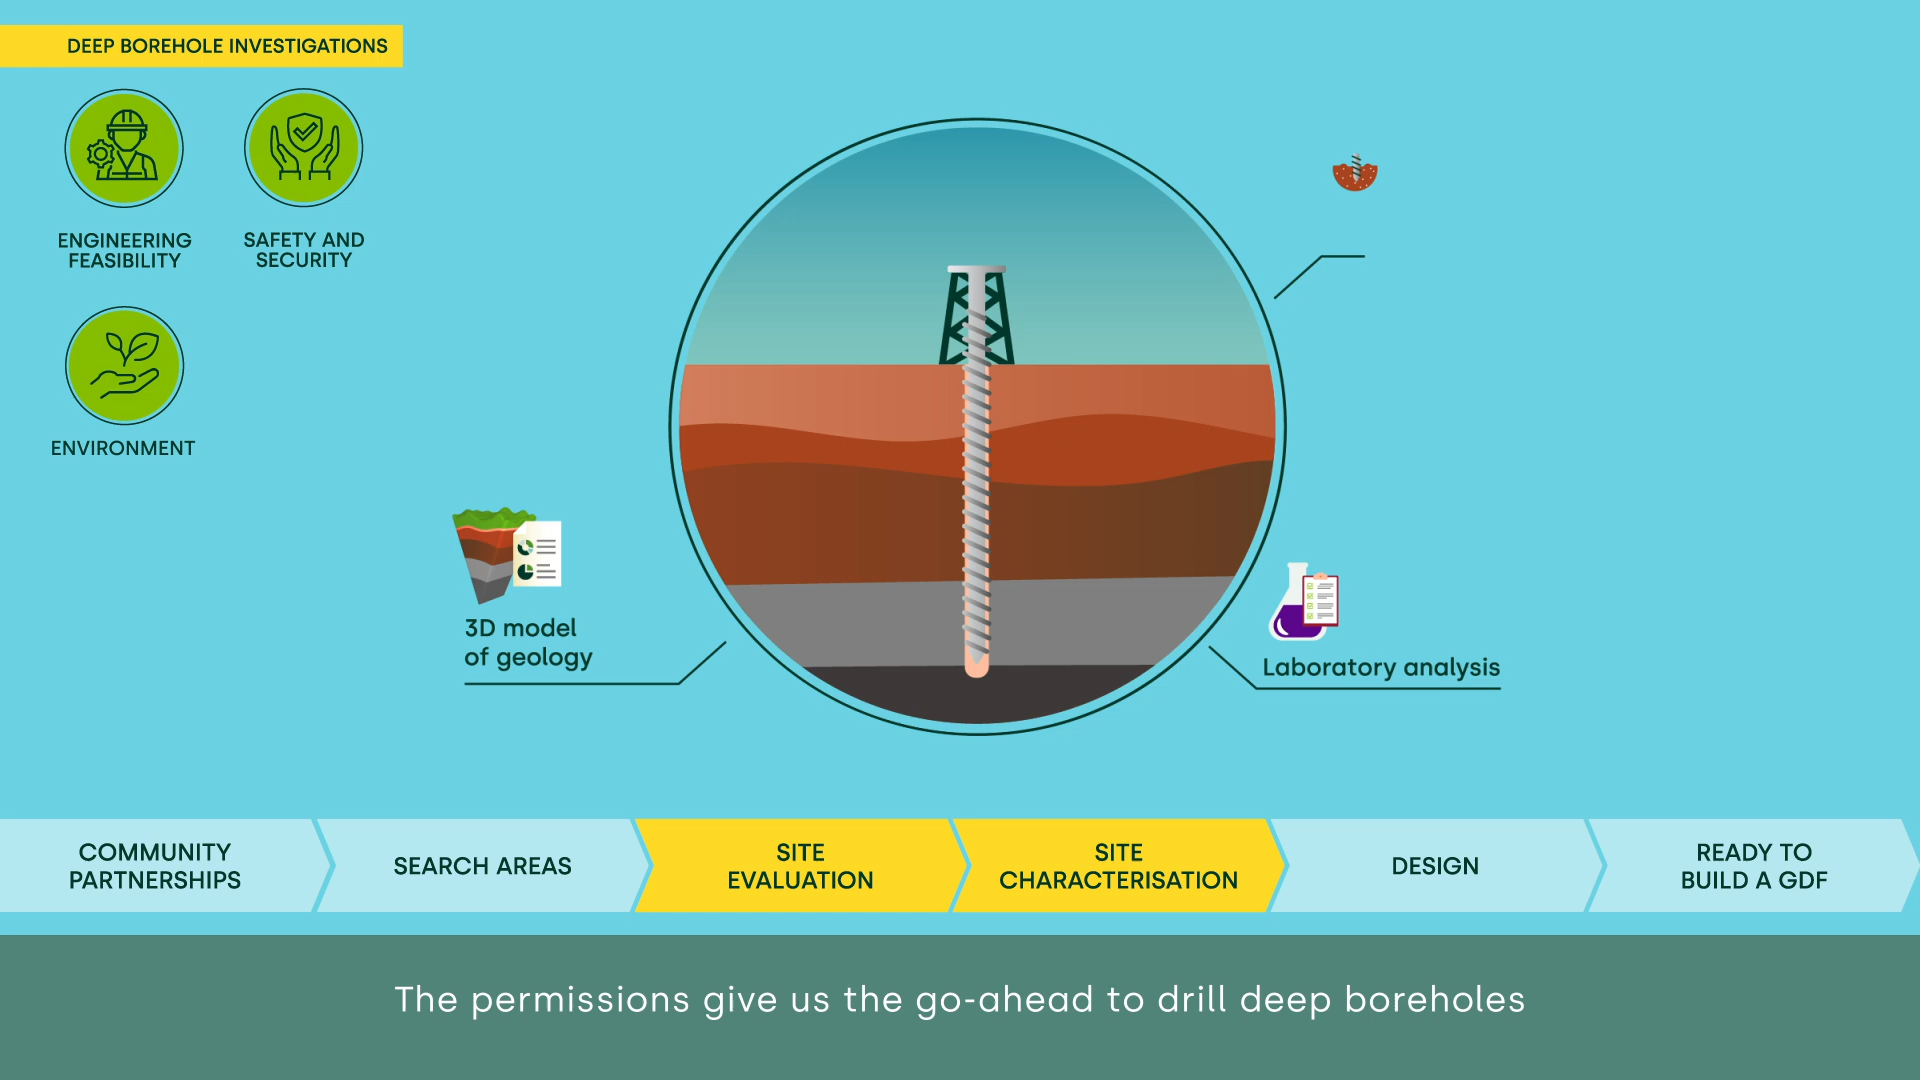 DEEP BOREHOLE INVESTIGATIONS
ENGINEERING
FEASIBILITY
SAFETY AND
SECURITY
ENVIRONMENT
3D model
of geology
Laboratory analysis
COMMUNITY
PARTNERSHIPS
SEARCH AREAS
SITE
EVALUATION
SITE
CHARACTERISATION
DESIGN
READY TO
BUILD A GDF
The permissions give us the go-ahead to drill deep boreholes